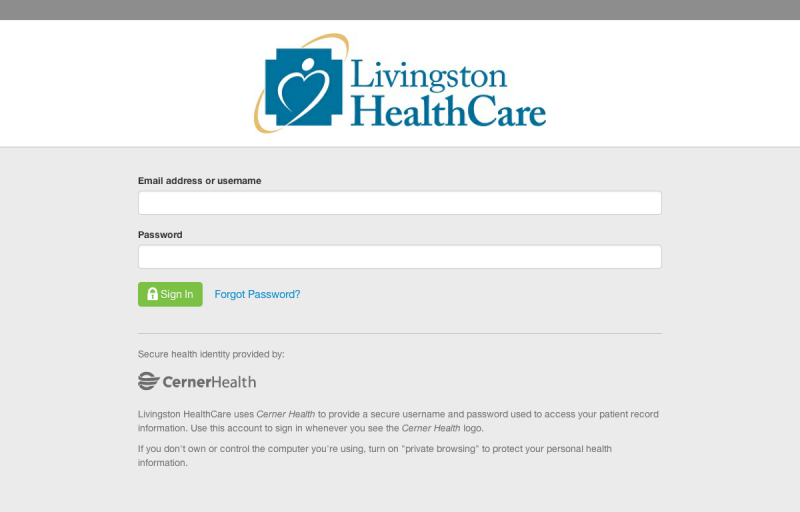 Livingston
HealthCare
Email address or username
Password
Sign In
Forgot Password?
Secure health identity provided by:
CernerHealth
Livingston HealthCare uses Cerner Health to provide a secure username and password used to access your patient record
information. Use this account to sign in whenever you see the Cerner Health logo.
If you don't own or control the computer you're using, turn on "private browsing" to protect your personal health
information.